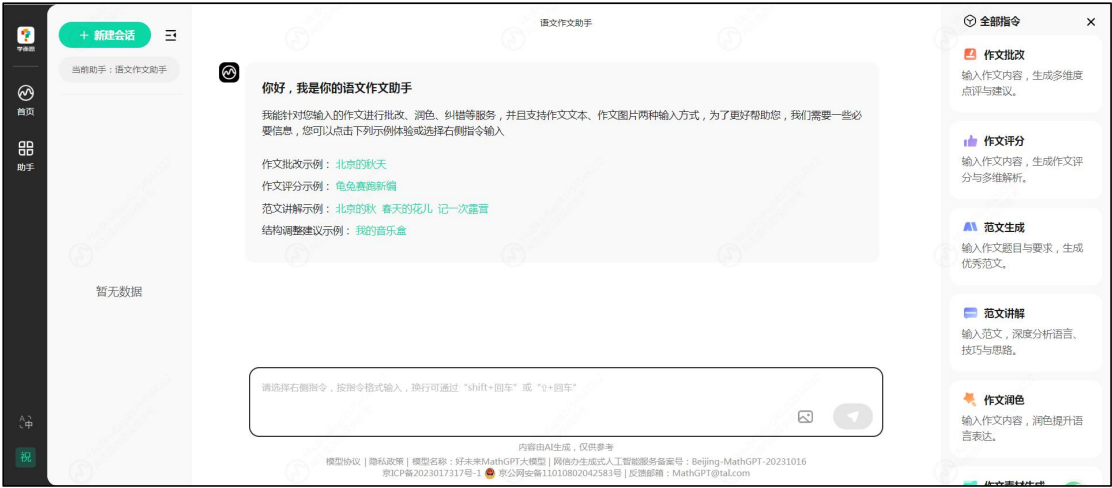 学而思
首页
助手
中
祝
+ 新建会话
当前助手：语文作文助手
暂无数据
语文作文助手
你好，我是你的语文作文助手
我能针对您输入的作文进行批改、润色、纠错等服务，并且支持作文文本、作文图片两种输入方式，为了更好帮助您，我们需要一些必
要信息，您可以点击下列示例体验或选择右侧指令输入
作文批改示例： 北京的秋天
作文评分示例： 龟兔赛跑新编
范文讲解示例： 北京的秋 春天的花儿 记一次露营
结构调整建议示例： 我的音乐盒
请选择右侧指令，按指令格式输入，换行可通过 "shift+回车" 或 "⇧+回车"
内容由AI生成，仅供参考
模型协议 | 隐私政策 | 模型名称：好未来MathGPT大模型 | 网信办生成式人工智能服务备案号：Beijing-MathGPT-20231016
京ICP备2023017317号-1 京公网安备11010802042583号 | 反馈邮箱：MathGPT@tal.com
全部指令
作文批改
输入作文内容，生成多维度
点评与建议。
作文评分
输入作文内容，生成作文评
分与多维解析。
范文生成
输入作文题目与要求，生成
优秀范文。
范文讲解
输入范文，深度分析语言、
技巧与思路。
作文润色
输入作文内容，润色提升语
言表达。
作文素材生成